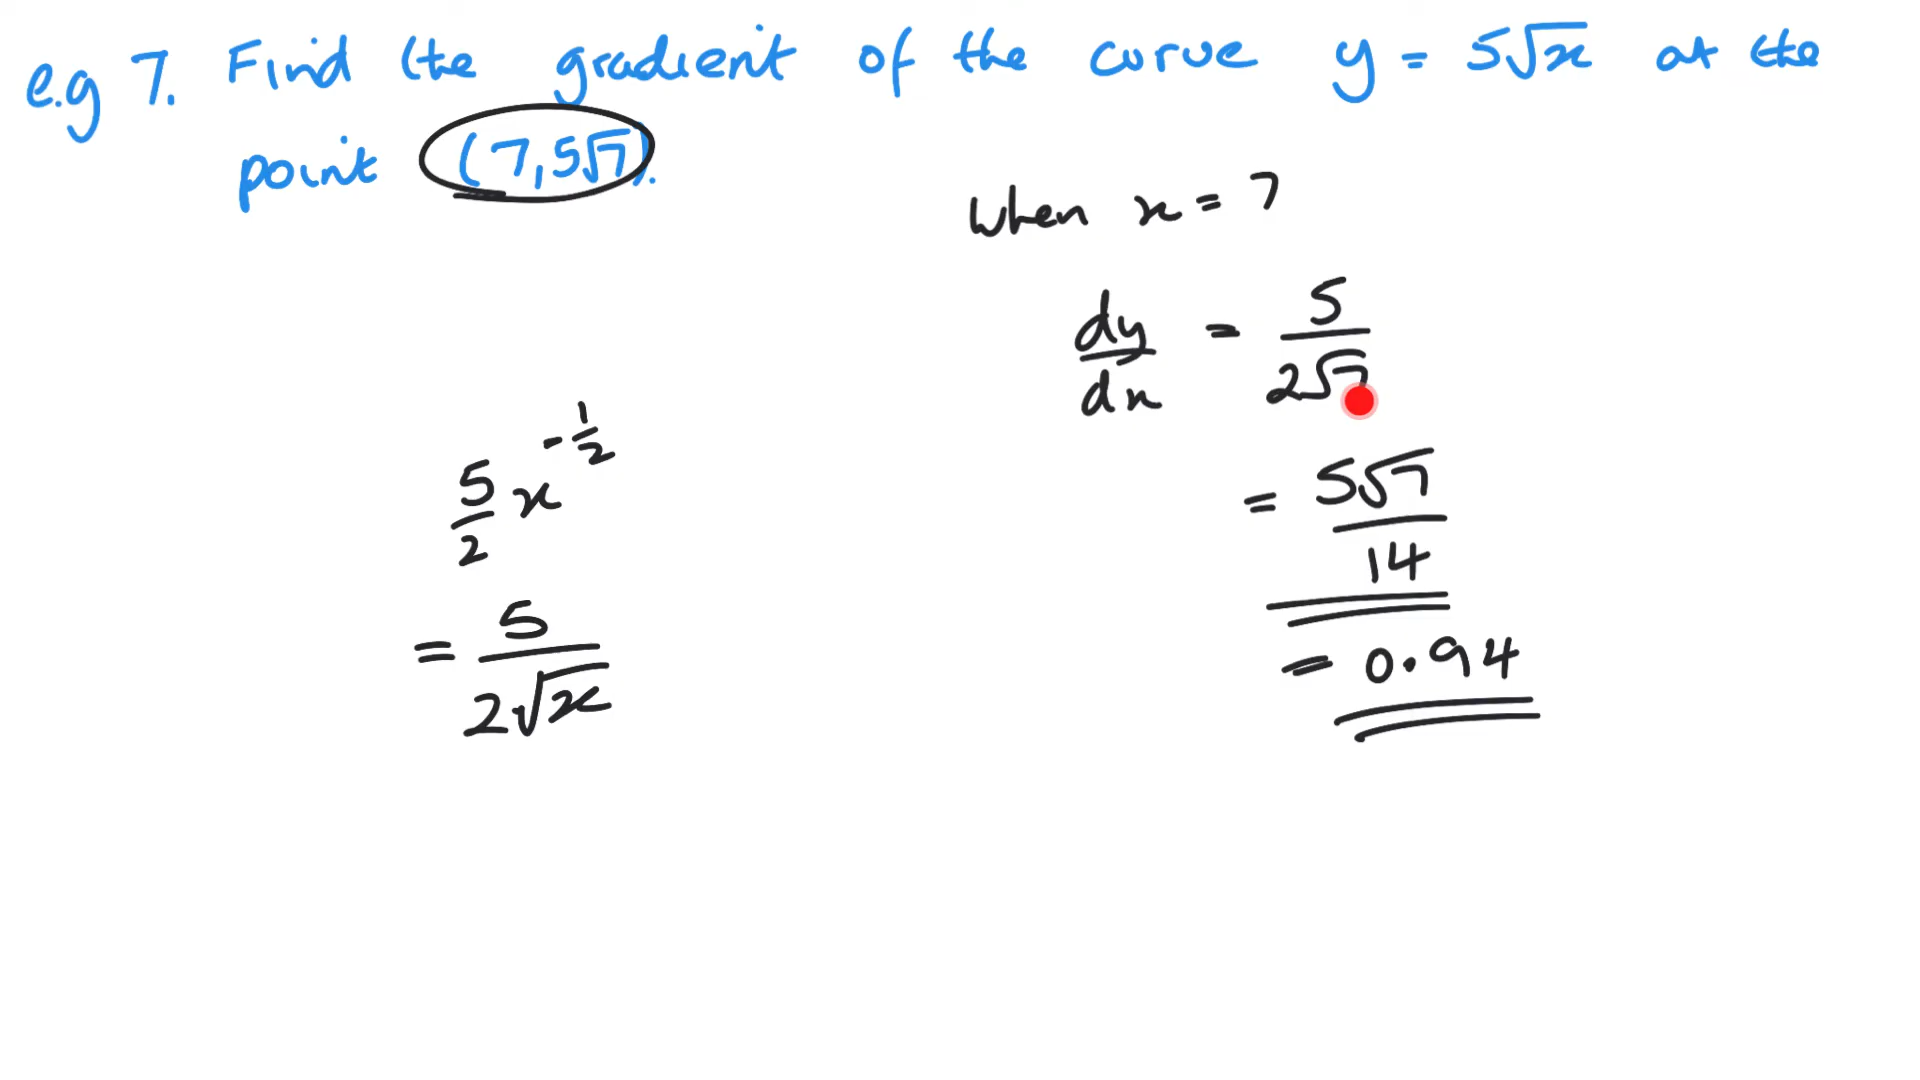 e.g 7. Find the gradient of the curve y = 5√x at the
point (7, 5√7).
5/2 x^(-1/2)
= 5/(2√x)
When x = 7
dy/dx = 5/(2√7)
= 5√7/14
= 0.94